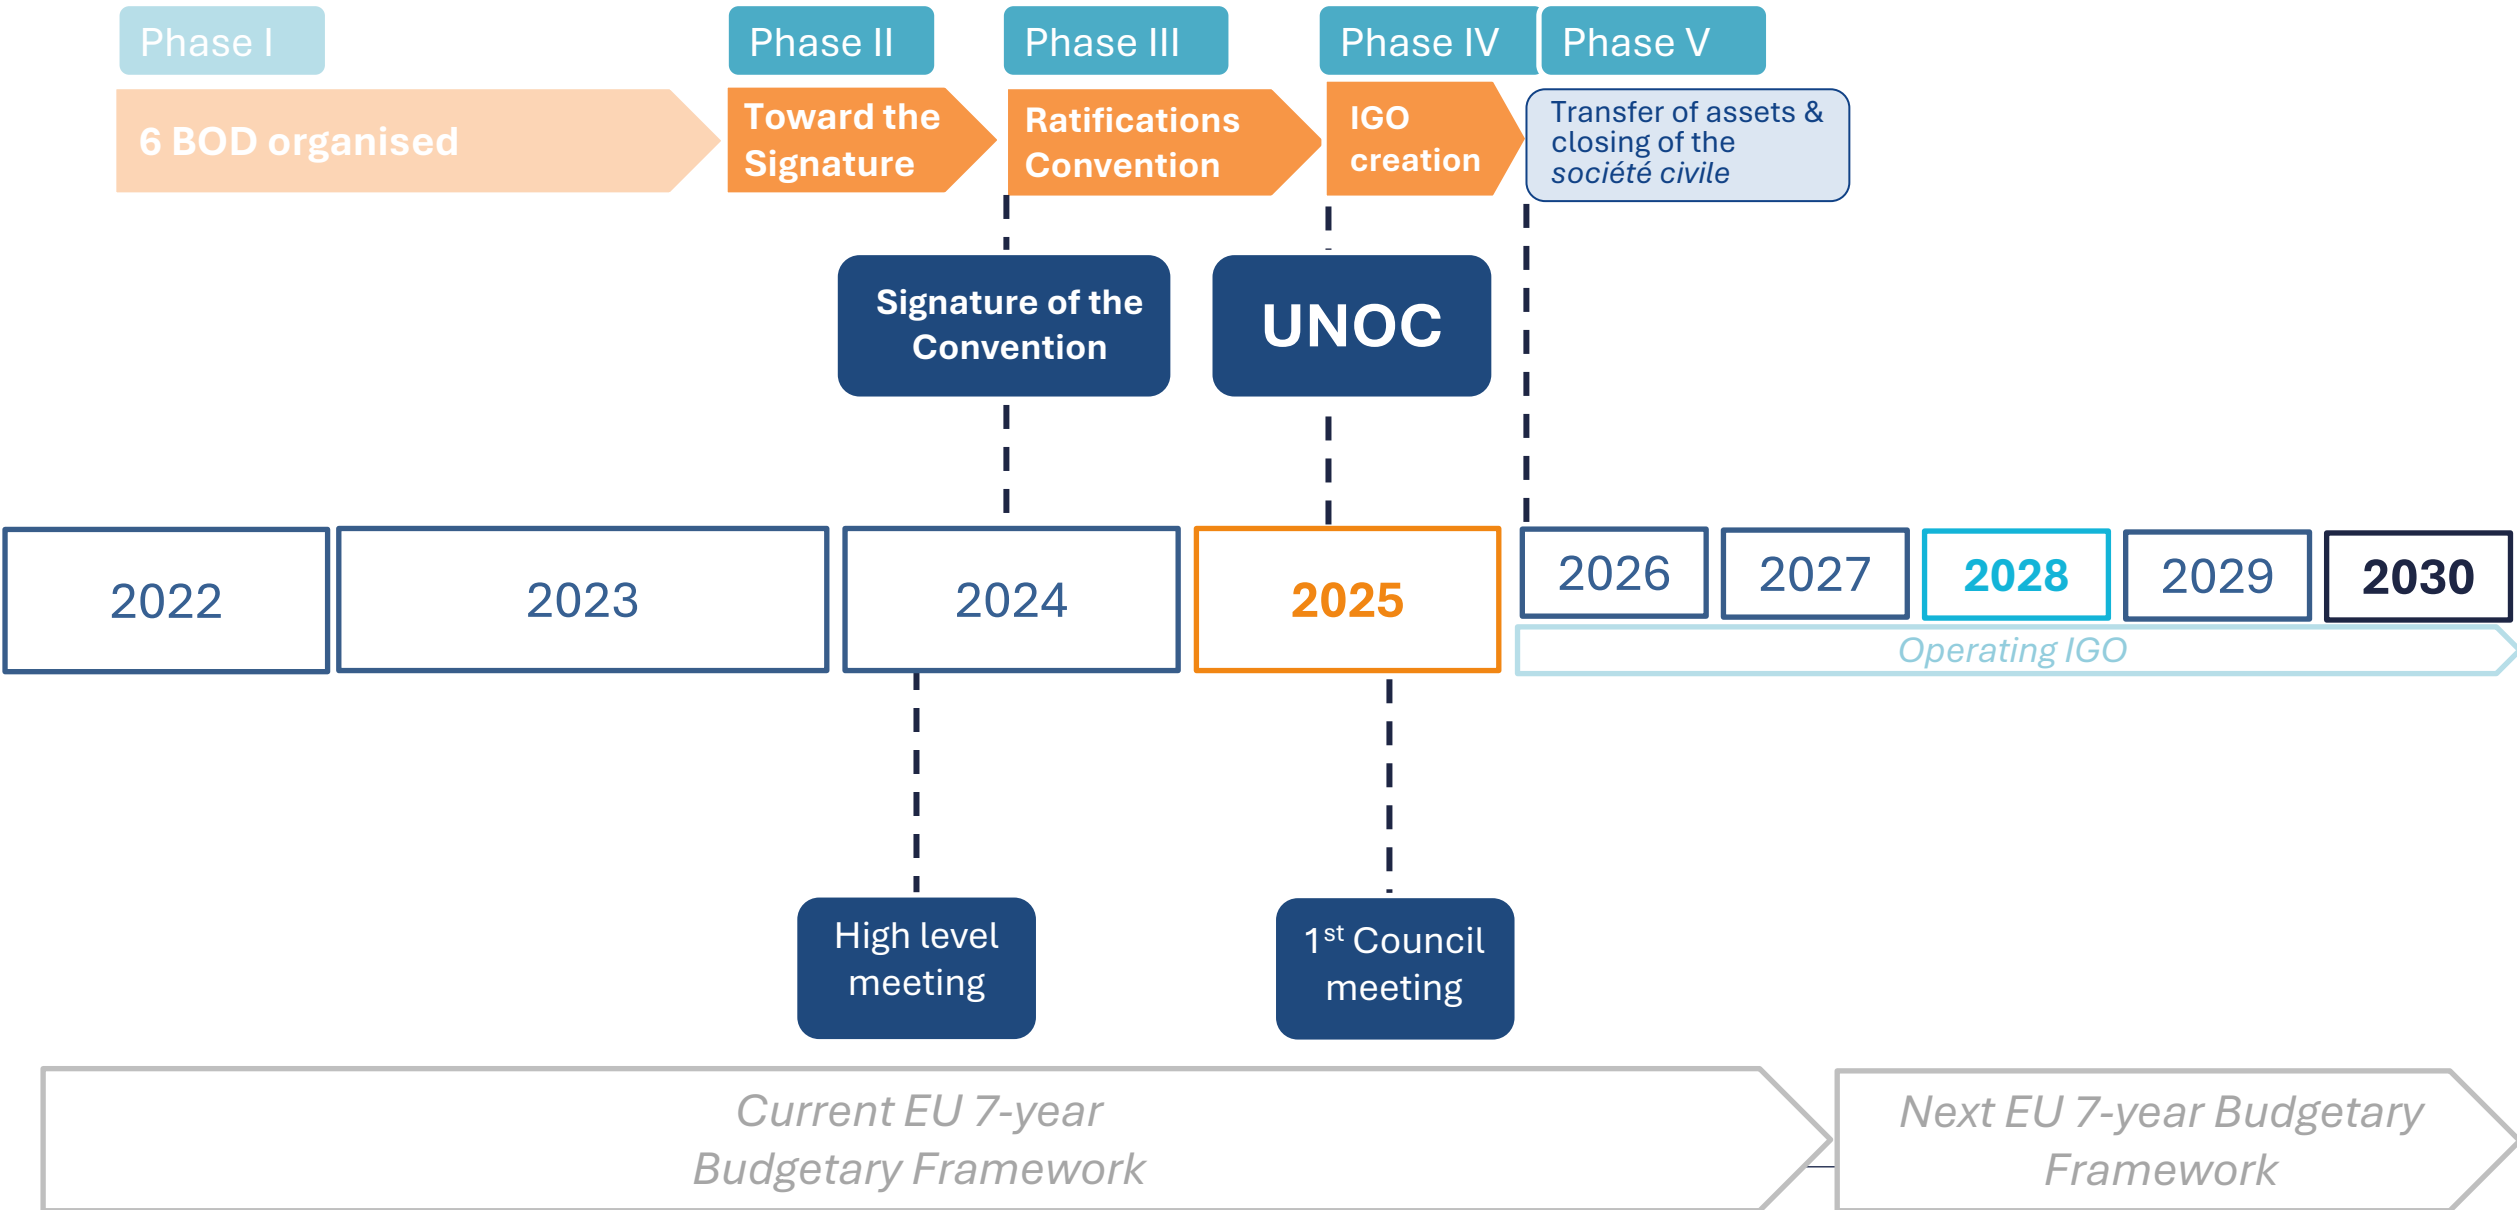 Phase I
Phase II
Phase III
Phase IV
Phase V
6 BOD organised
Toward the
Signature
Ratifications
Convention
IGO
creation
Transfer of assets &
closing of the
société civile
Signature of the
Convention
UNOC
2022
2023
2024
2025
2026
2027
2028
2029
2030
Operating IGO
High level
meeting
1st Council
meeting
Current EU 7-year
Budgetary Framework
Next EU 7-year Budgetary
Framework